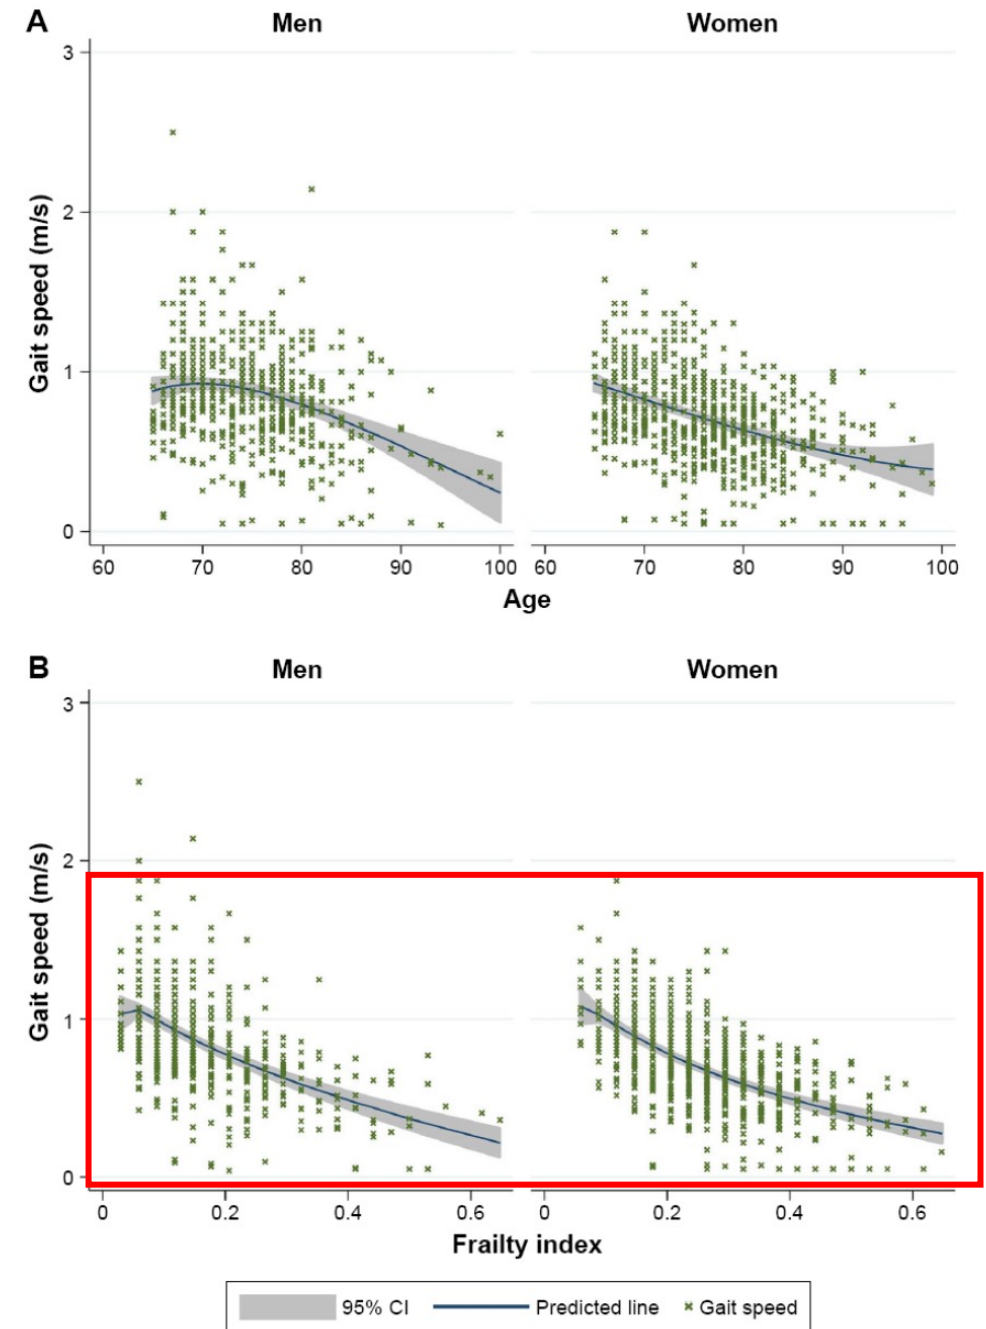 A
Men Women
3
2
1
0
Gait speed (m/s)
60 70 80 90 100 60 70 80 90 100
Age
B
Men Women
3
2
1
0
Gait speed (m/s)
0 0.2 0.4 0.6 0 0.2 0.4 0.6
Frailty index
95% CI Predicted line Gait speed